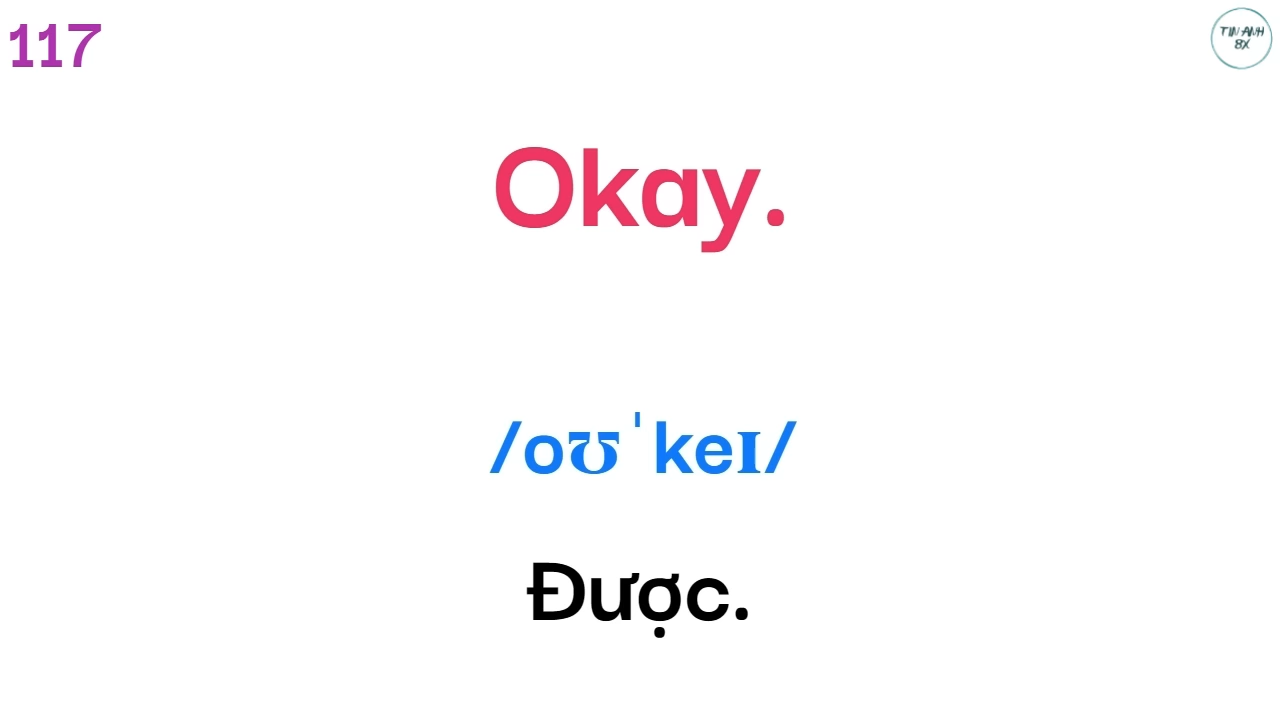 117
TIN ANH
8X
Okay.
/oʊˈkeɪ/
Được.